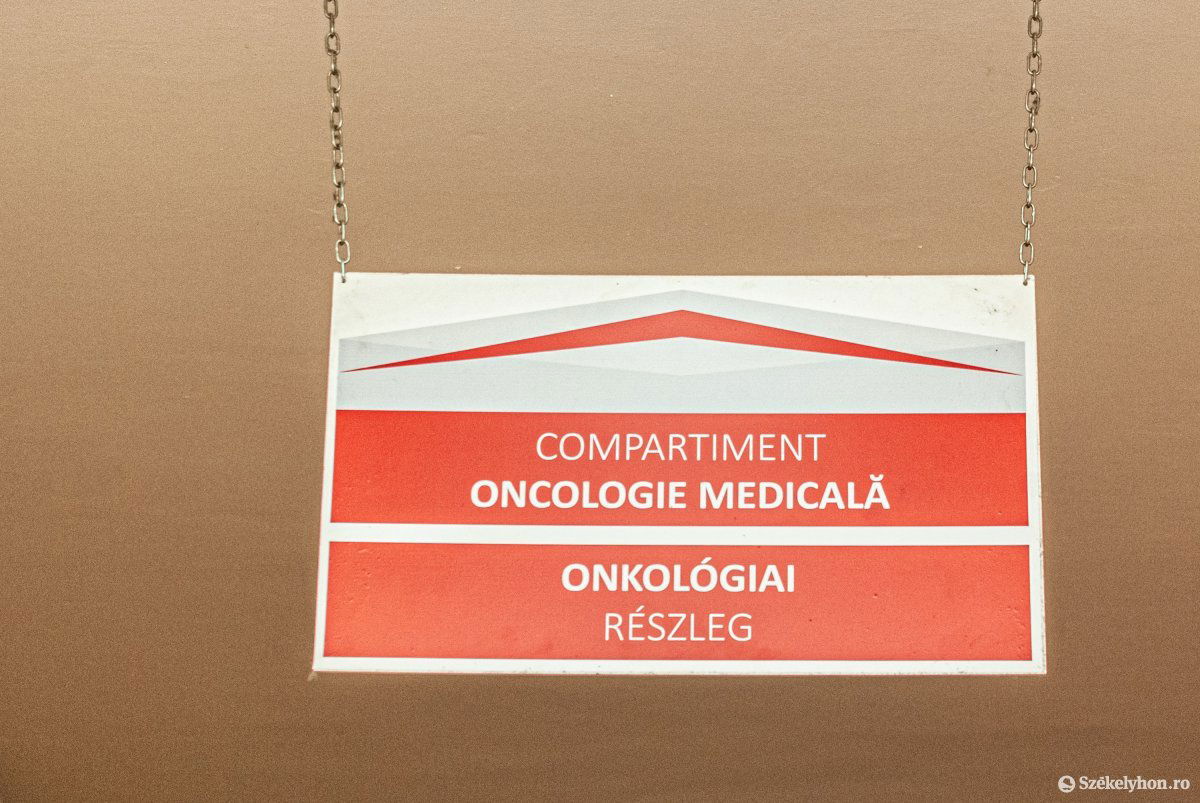 COMPARTIMENT
ONCOLOGIE MEDICALĂ
ONKOLÓGIAI
RÉSZLEG
Székelyhon.ro